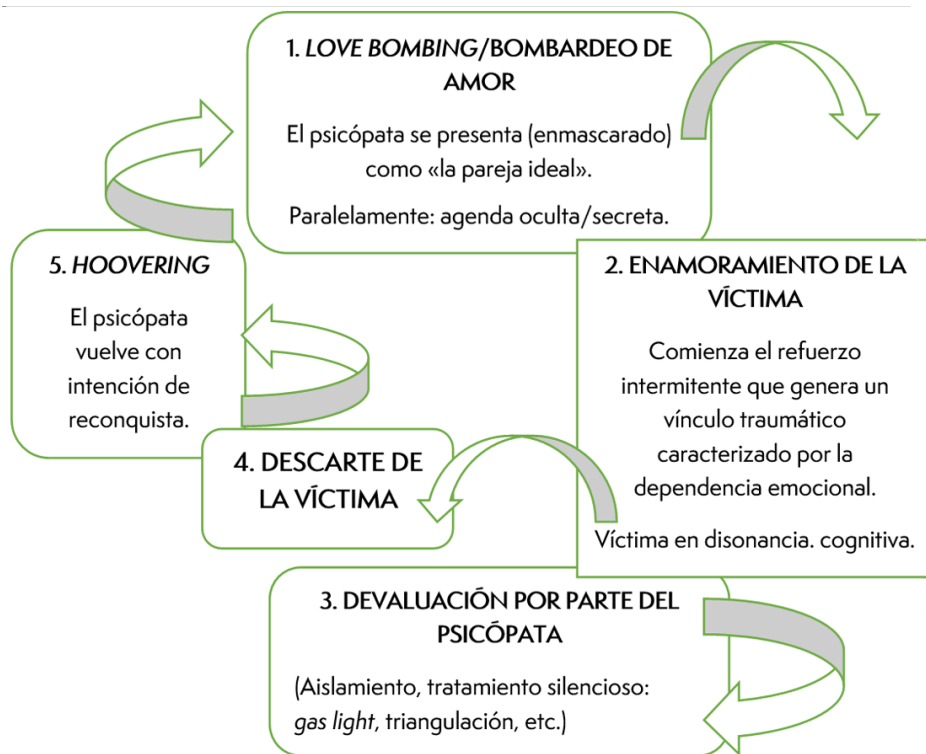 1. LOVE BOMBING/BOMBARDEO DE
AMOR
El psicópata se presenta (enmascarado)
como «la pareja ideal».
Paralelamente: agenda oculta/secreta.
2. ENAMORAMIENTO DE LA
VÍCTIMA
Comienza el refuerzo
intermitente que genera un
vínculo traumático
caracterizado por la
dependencia emocional.
Víctima en disonancia. cognitiva.
3. DEVALUACIÓN POR PARTE DEL
PSICÓPATA
(Aislamiento, tratamiento silencioso:
gas light, triangulación, etc.)
4. DESCARTE DE
LA VÍCTIMA
5. HOOVERING
El psicópata
vuelve con
intención de
reconquista.